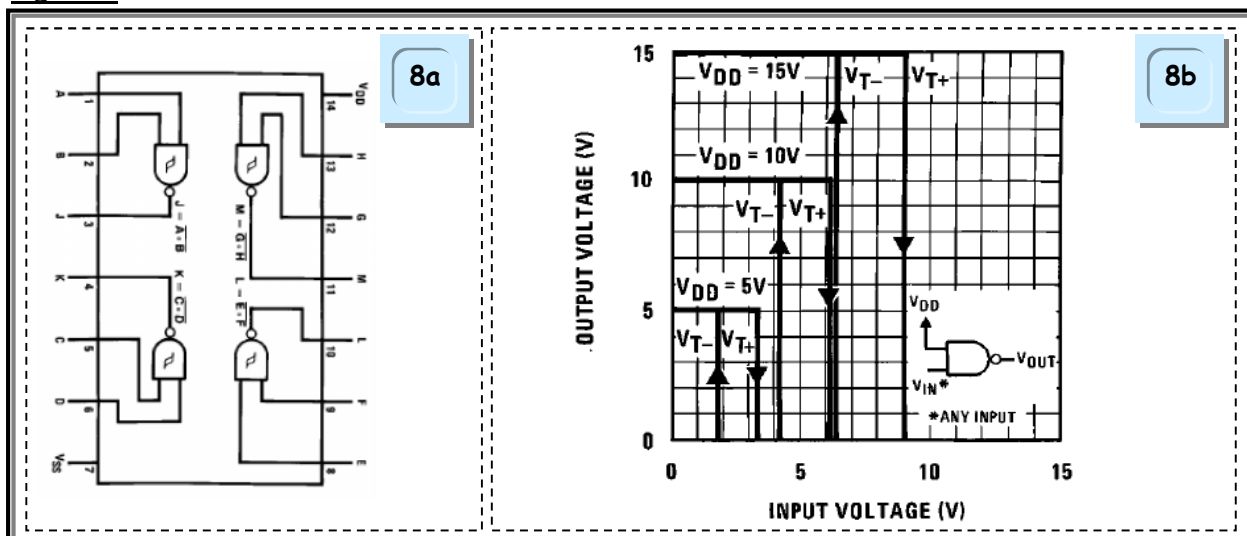 8a
A
1
B
2
J
3
K
4
C
5
D
6
VSS
7
VDD
14
H
13
G
12
M
11
L
10
F
9
E
8
J = A·B
M = G·H
K = C·D
L = E·F
8b
OUTPUT VOLTAGE (V)
15
10
5
0
VDD = 15V
VT–
VT+
VDD = 10V
VT–
VT+
VDD = 5V
VT–
VT+
VDD
VOUT
VIN*
*ANY INPUT
0
5
10
15
INPUT VOLTAGE (V)